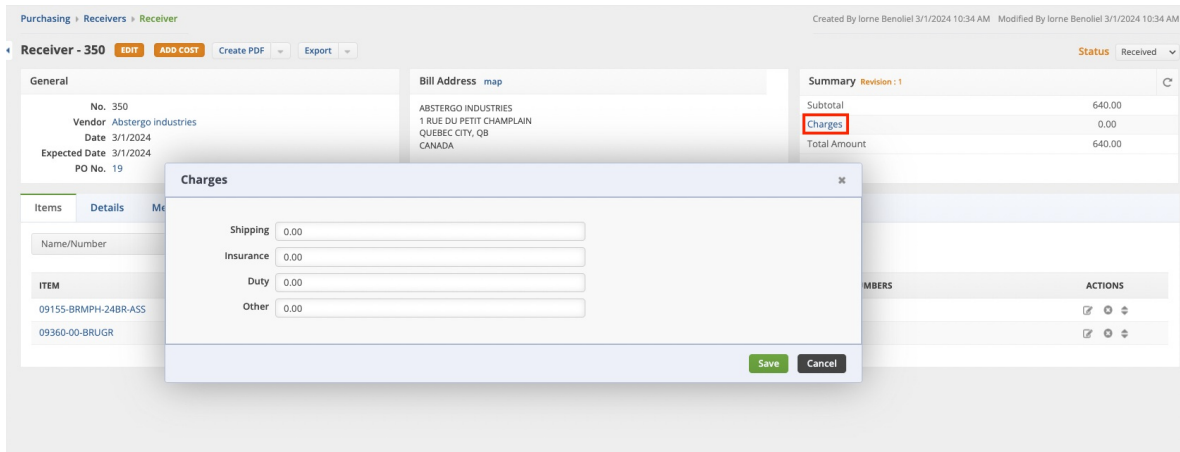 Purchasing › Receivers › Receiver
Created By lorne Benoliel 3/1/2024 10:34 AM Modified By lorne Benoliel 3/1/2024 10:34 AM
Receiver - 350 EDIT ADD COST Create PDF Export
Status Received
General
No. 350
Vendor Abstergo industries
Date 3/1/2024
Expected Date 3/1/2024
PO No. 19
Bill Address map
ABSTERGO INDUSTRIES
1 RUE DU PETIT CHAMPLAIN
QUEBEC CITY, QB
CANADA
Summary Revision : 1
Subtotal 640.00
Charges 0.00
Total Amount 640.00
Items Details Me
Name/Number
ITEM MBERS ACTIONS
09155-BRMPH-24BR-ASS
09360-00-BRUGR
Charges
Shipping 0.00
Insurance 0.00
Duty 0.00
Other 0.00
Save Cancel